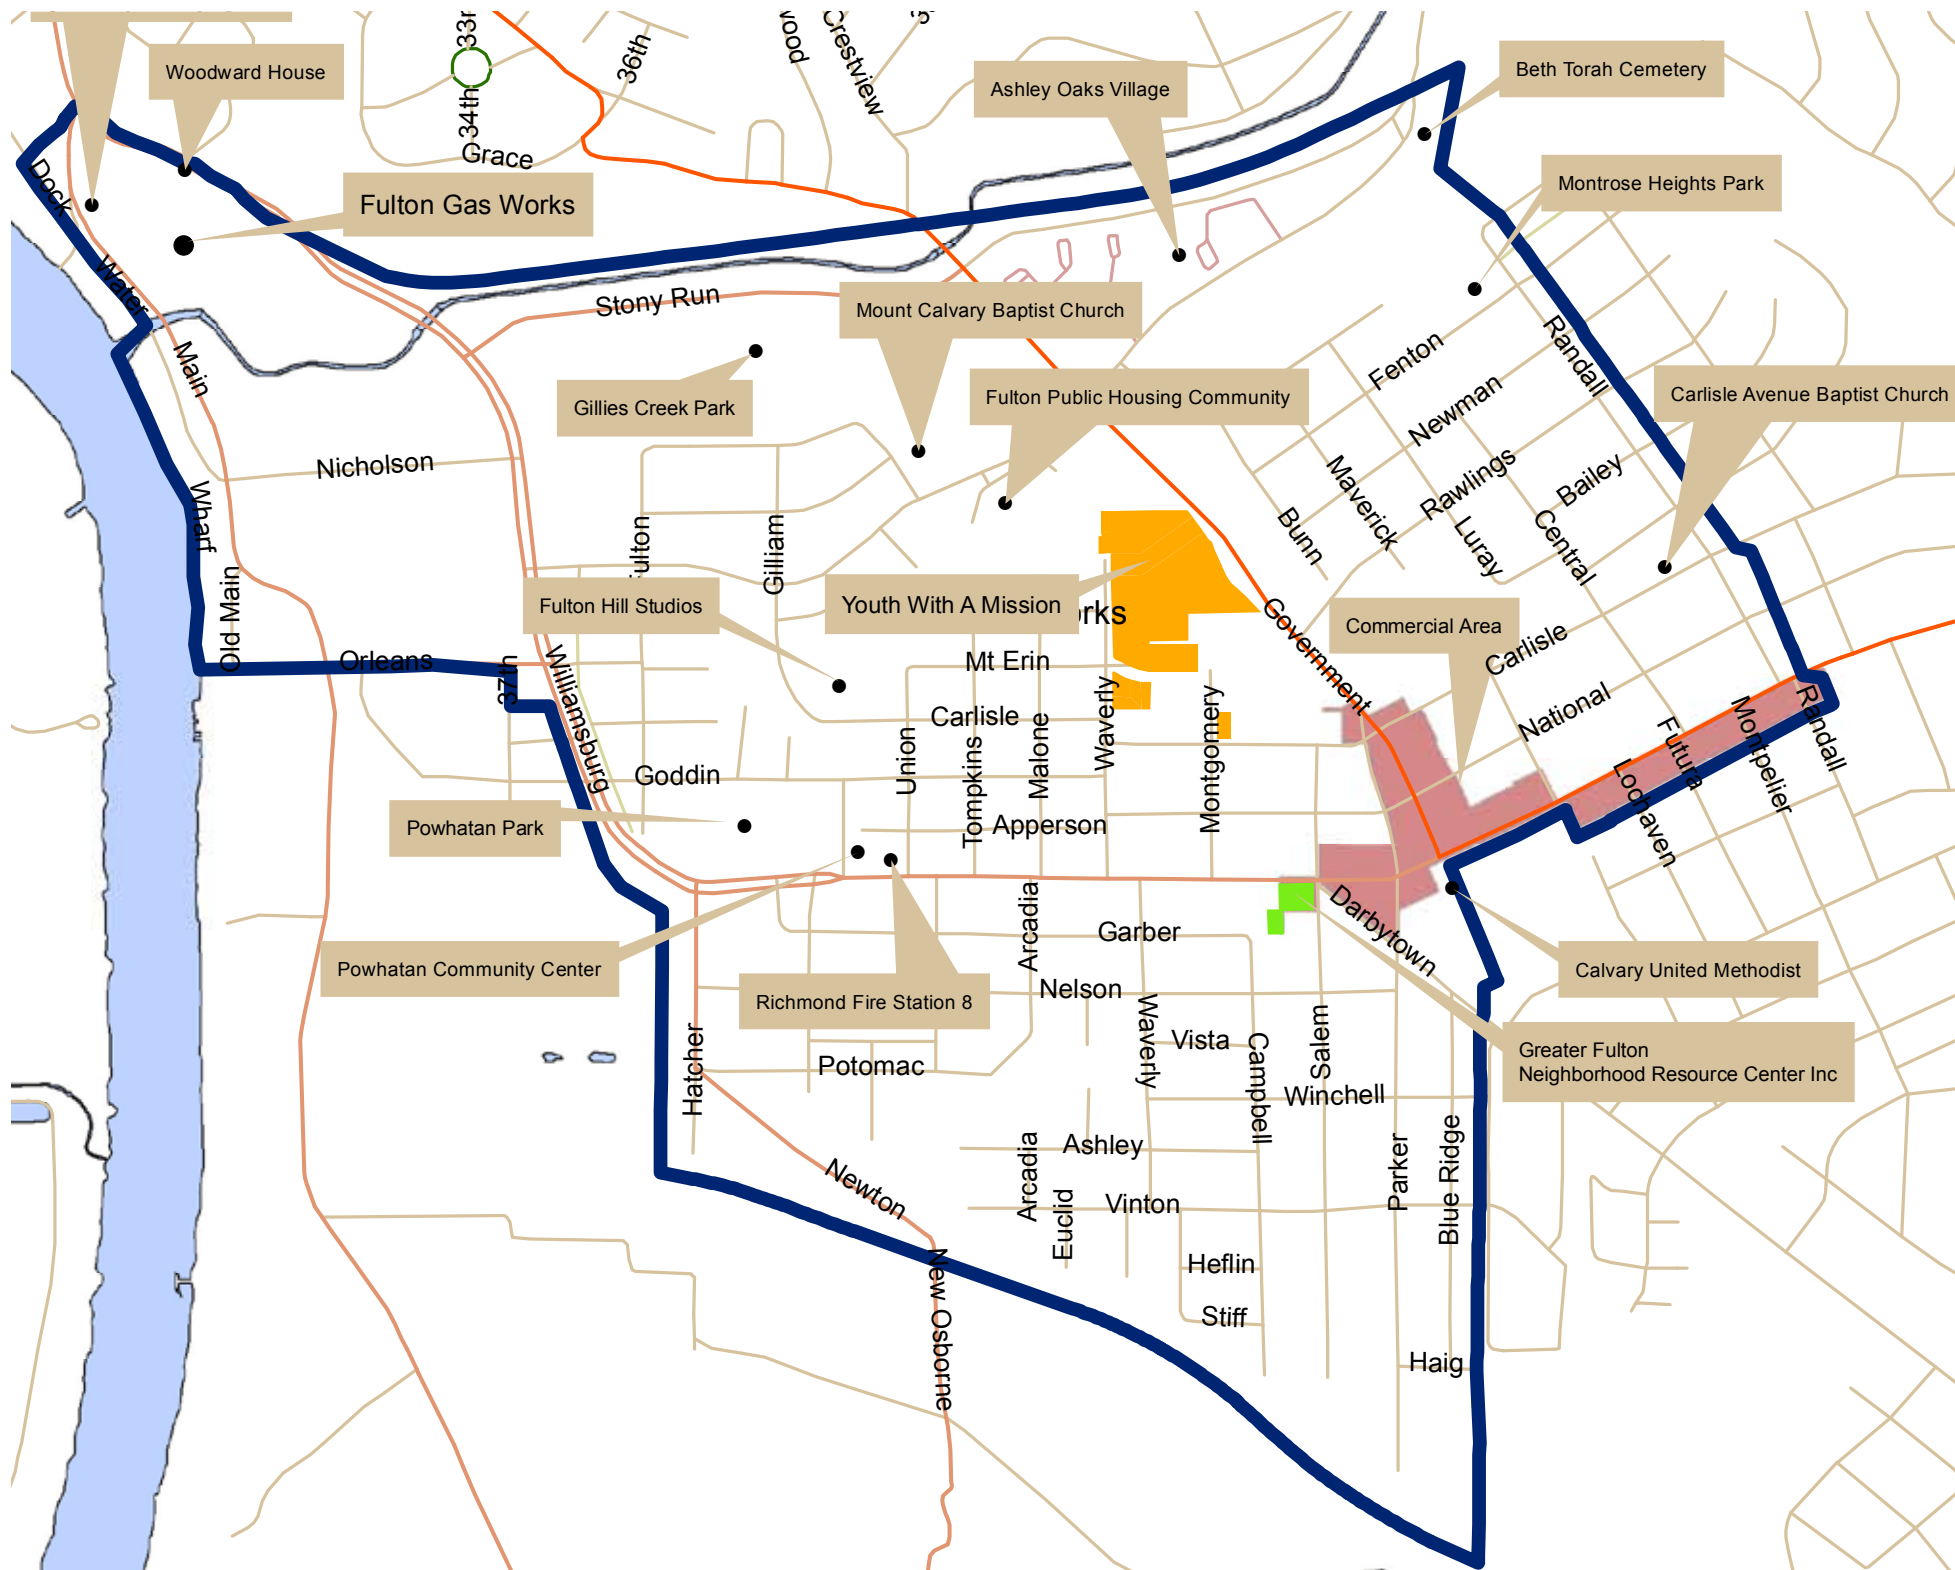 33r
wood
Crestview
36th
Woodward House
Ashley Oaks Village
Beth Torah Cemetery
34th
Grace
Dock
Fulton Gas Works
Montrose Heights Park
Water
Stony Run
Mount Calvary Baptist Church
Main
Gillies Creek Park
Fulton Public Housing Community
Fenton
Randall
Carlisle Avenue Baptist Church
Newman
Nicholson
Maverick
Rawlings
Bailey
Wharf
ulton
Gilliam
Bunn
Luray
Central
Old Main
Fulton Hill Studios
Youth With A Mission
orks
Government
Commercial Area
Orleans
37th
Williamsburg
Mt Erin
Carlisle
Carlisle
Waverly
Malone
Union
Tompkins
Montgomery
National
Futura
Montpelier
Randall
Lochaven
Goddin
Powhatan Park
Apperson
Arcadia
Darbytown
Garber
Powhatan Community Center
Richmond Fire Station 8
Nelson
Calvary United Methodist
Waverly
Vista
Campbell
Salem
Greater Fulton
Neighborhood Resource Center Inc
Hatcher
Potomac
Winchell
Ashley
Arcadia
Euclid
Newton
Vinton
Parker
Blue Ridge
New Osborne
Heflin
Stiff
Haig